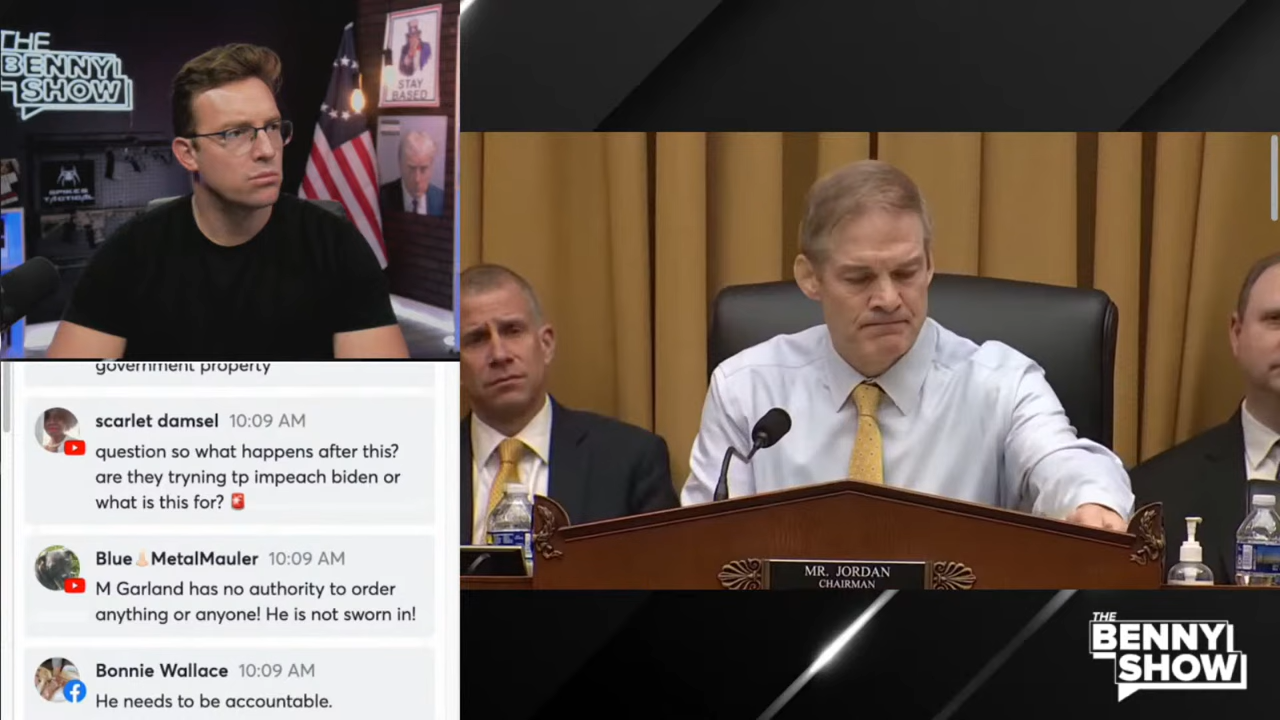 THE
BENNY
SHOW
STAY
BASED
SPIKES
TACTICAL
government property
scarlet damsel 10:09 AM
question so what happens after this?
are they tryning tp impeach biden or
what is this for? 🚨
Blue👃🏻MetalMauler 10:09 AM
M Garland has no authority to order
anything or anyone! He is not sworn in!
Bonnie Wallace 10:09 AM
He needs to be accountable.
MR. JORDAN
CHAIRMAN
THE
BENNY
SHOW